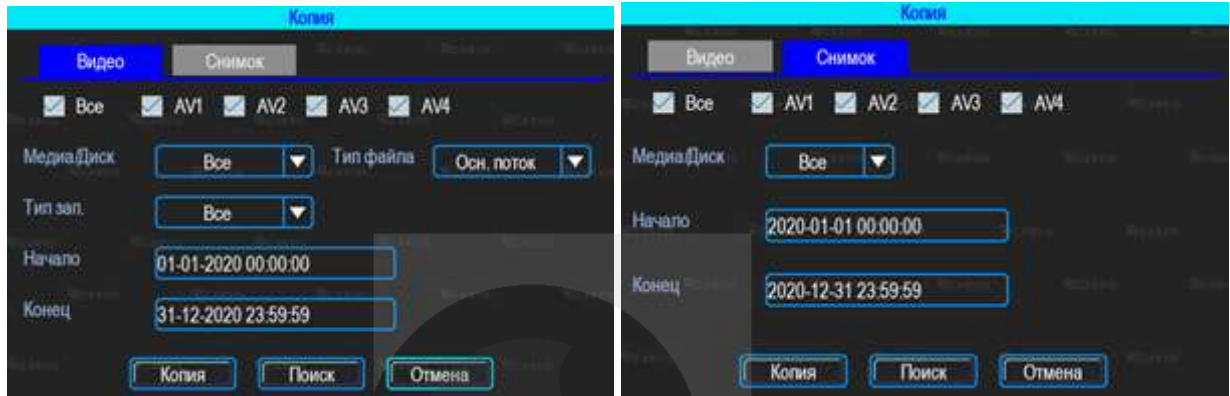 Копия
Видео Снимок
Все AV1 AV2 AV3 AV4
Медиа/Диск Все Тип файла Осн. поток
Тип зап. Все
Начало 01-01-2020 00:00:00
Конец 31-12-2020 23:59:59
Копия Поиск Отмена
Копия
Видео Снимок
Все AV1 AV2 AV3 AV4
Медиа/Диск Все
Начало 2020-01-01 00:00:00
Конец 2020-12-31 23:59:59
Копия Поиск Отмена